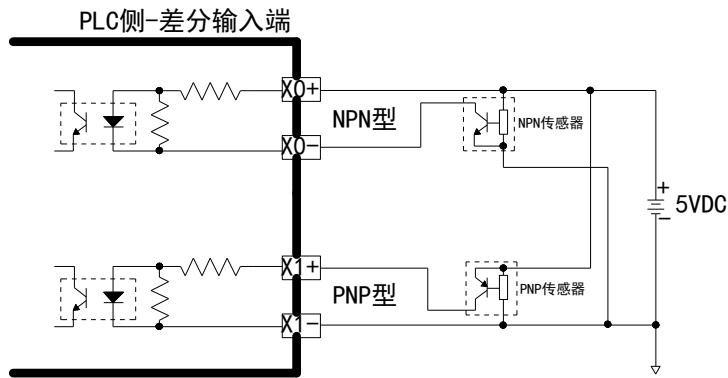 PLC侧-差分输入端
X0+
NPN型
NPN传感器
X0-
+
5VDC
-
X1+
PNP型
PNP传感器
X1-